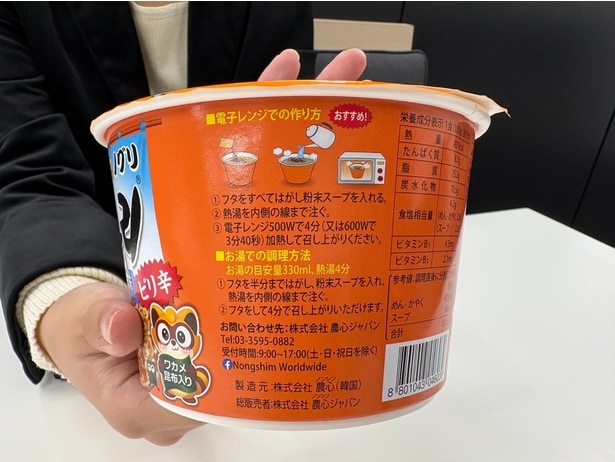 グリ
®
ピリ辛
ワカメ
昆布入り
■電子レンジでの作り方 おすすめ!
①フタをすべてはがし粉末スープを入れる。
②熱湯を内側の線まで注ぐ。
③電子レンジ500Wで4分(又は600Wで
3分40秒)加熱して召し上がりください。
■お湯での調理方法
お湯の目安量330ml、熱湯4分
①フタを半分まではがし、粉末スープを入れ、
熱湯を内側の線まで注ぐ。
②フタをして4分で召し上がりいただけます。
お問い合わせ先:株式会社 農心ジャパン
Tel:03-3595-0882
受付時間:9:00~17:00(土・日・祝日を除く)
Nongshim Worldwide
製造元:株式会社 農心(韓国)
総販売者:株式会社 農心ジャパン
栄養成分表示 1食
熱量
たんぱく質
脂質
炭水化物
食塩相当量
ビタミンB₁
ビタミンB₂
めん・かやく
スープ
合計
8 801043